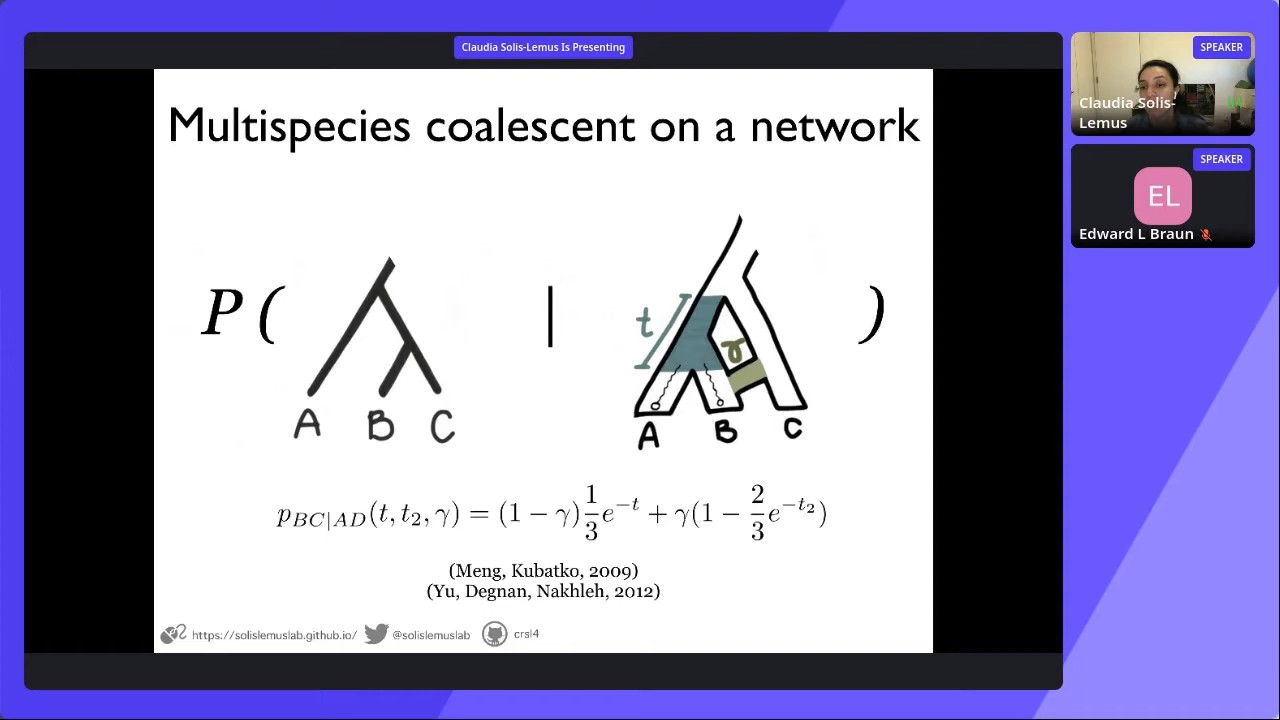 Claudia Solis-Lemus Is Presenting
SPEAKER
Claudia Solis-
Lemus
SPEAKER
EL
Edward L Braun
Multispecies coalescent on a network
P ( | )
t
γ
A B C
A B C
p_{BC|AD}(t, t_2, γ) = (1 − γ) \frac{1}{3} e^{−t} + γ(1 − \frac{2}{3} e^{−t_2})
(Meng, Kubatko, 2009)
(Yu, Degnan, Nakhleh, 2012)
https://solislemuslab.github.io/ @solislemuslab crsl4